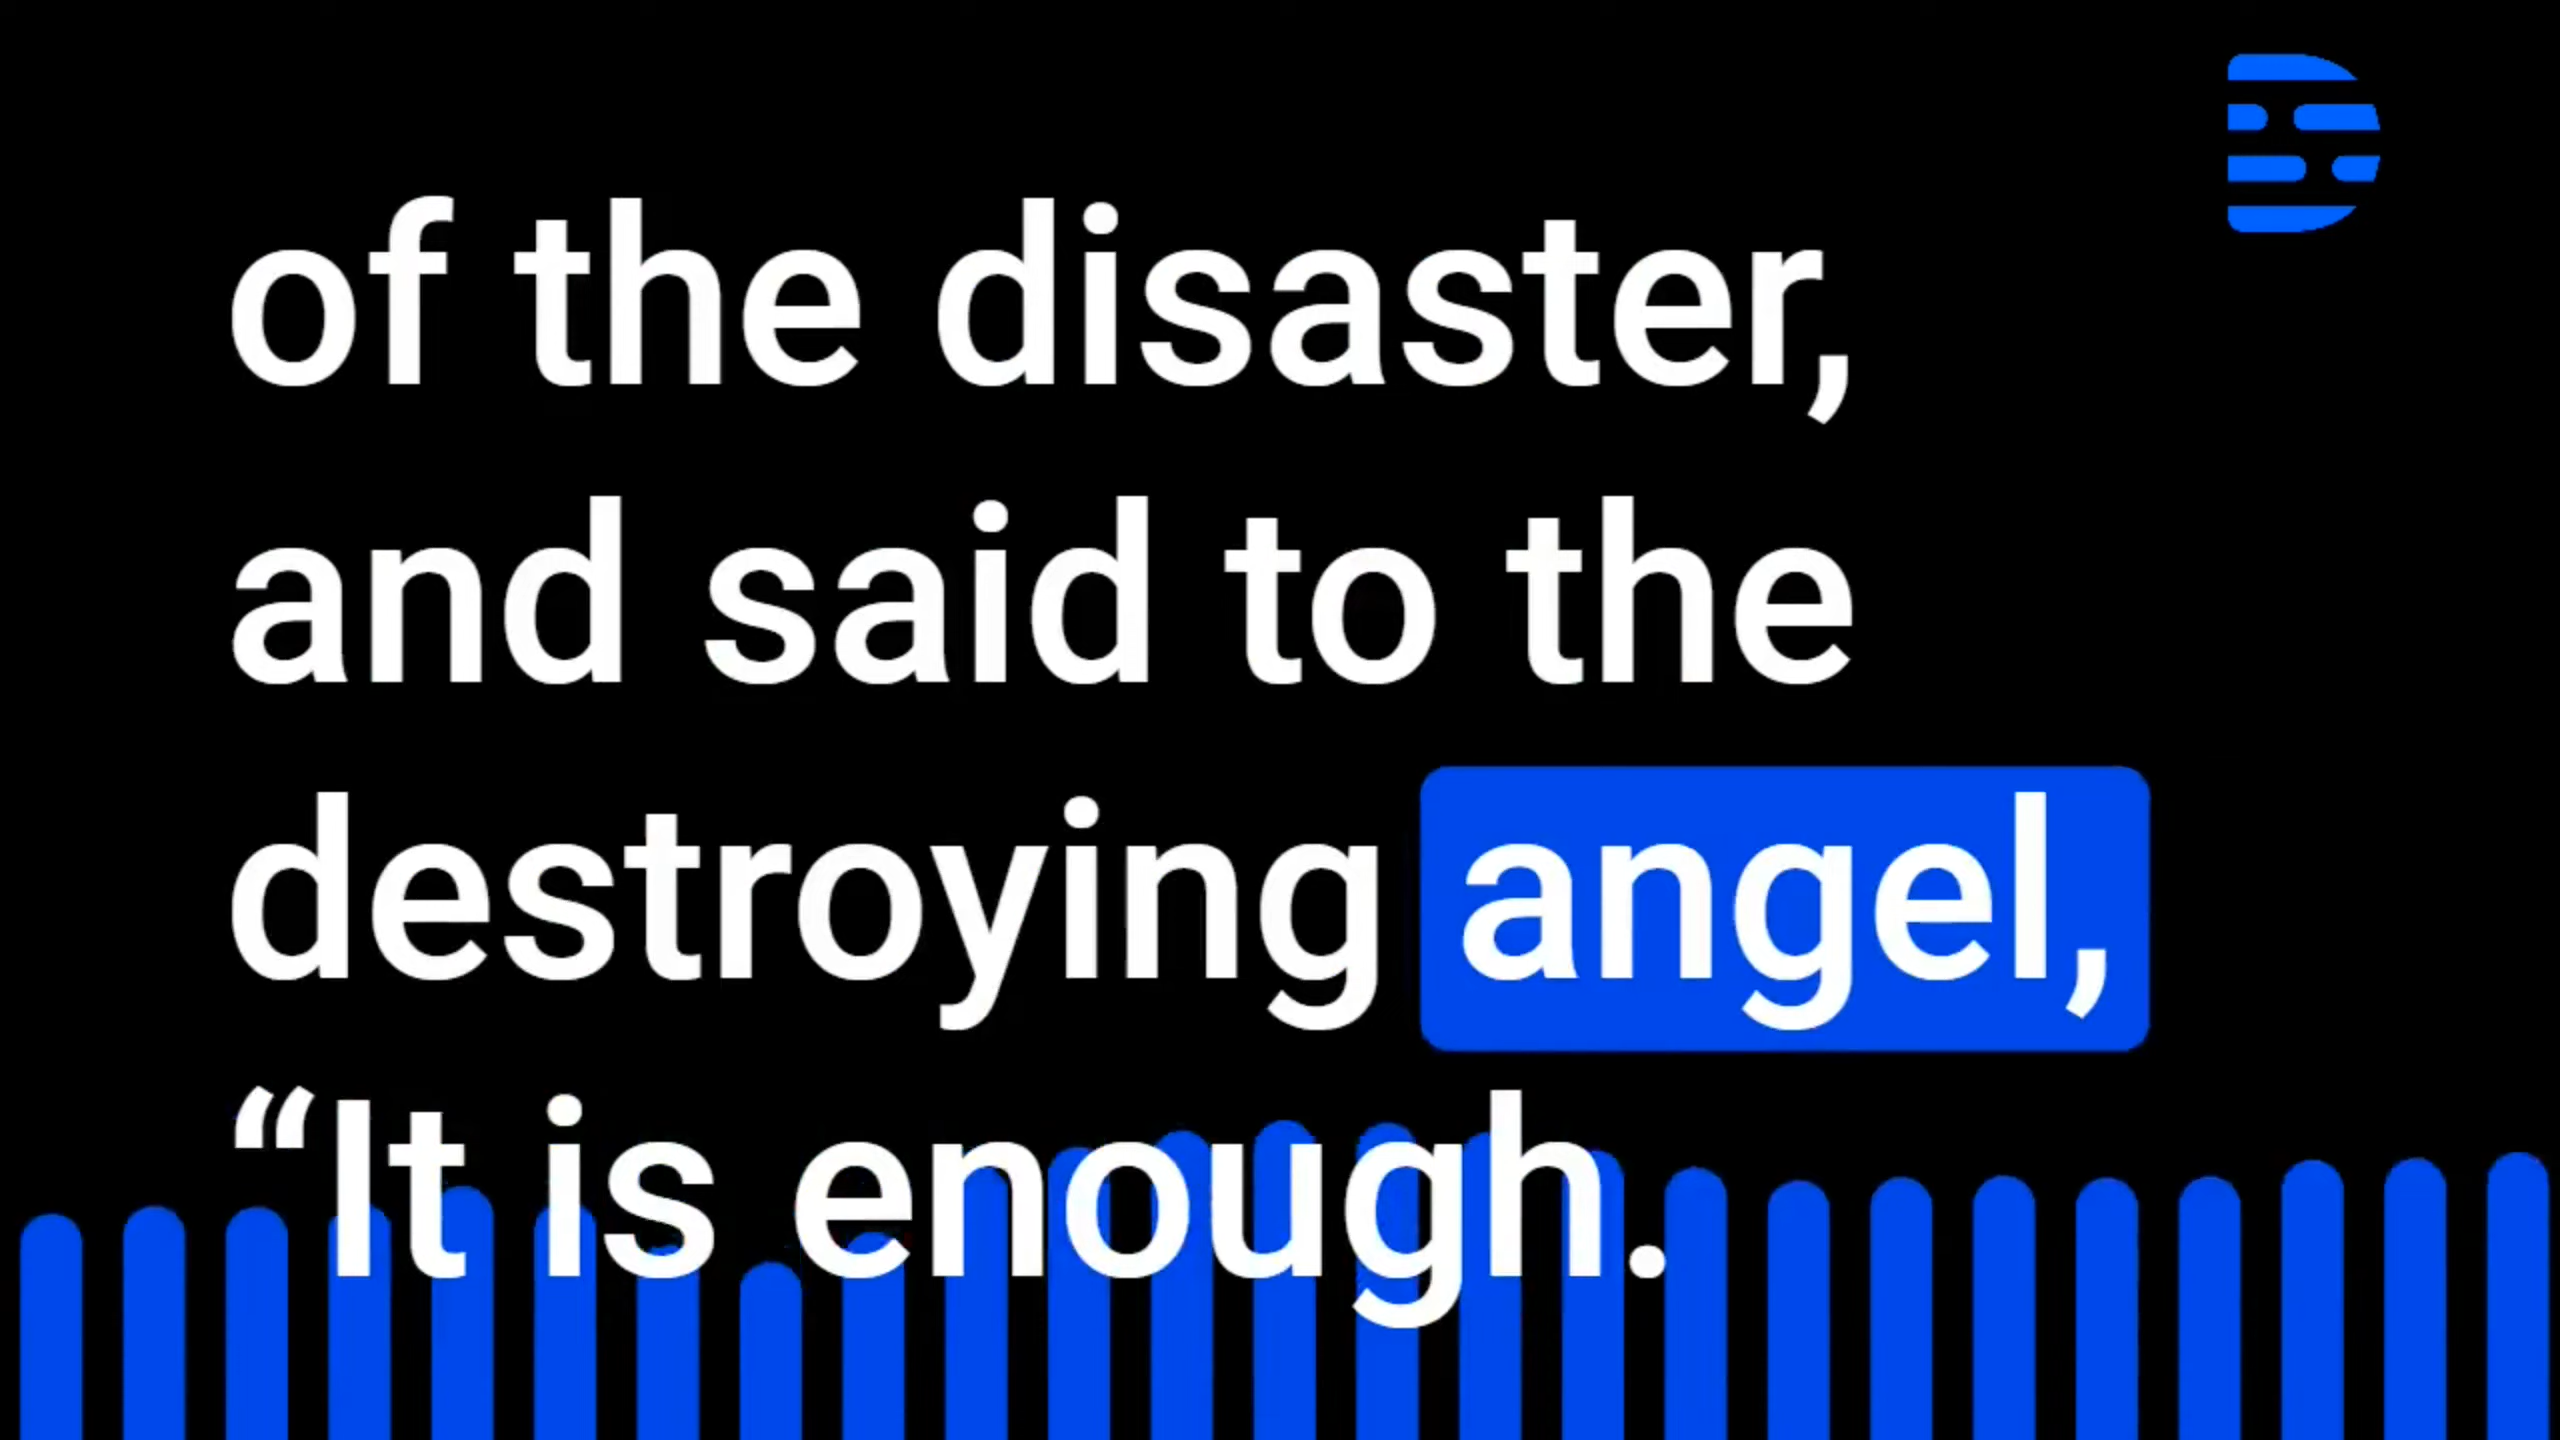 of the disaster,
and said to the
destroying angel,
“It is enough.